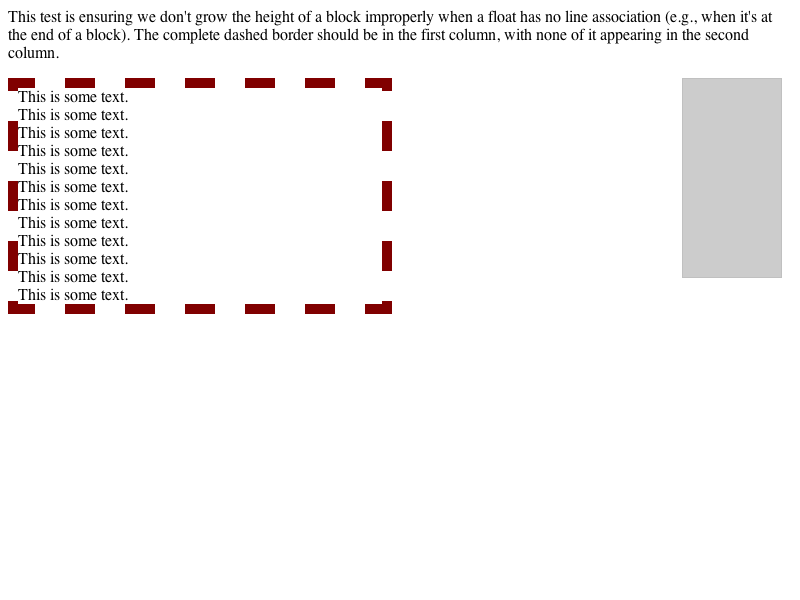 This test is ensuring we don't grow the height of a block improperly when a float has no line association (e.g., when it's at
the end of a block). The complete dashed border should be in the first column, with none of it appearing in the second
column.
This is some text.
This is some text.
This is some text.
This is some text.
This is some text.
This is some text.
This is some text.
This is some text.
This is some text.
This is some text.
This is some text.
This is some text.